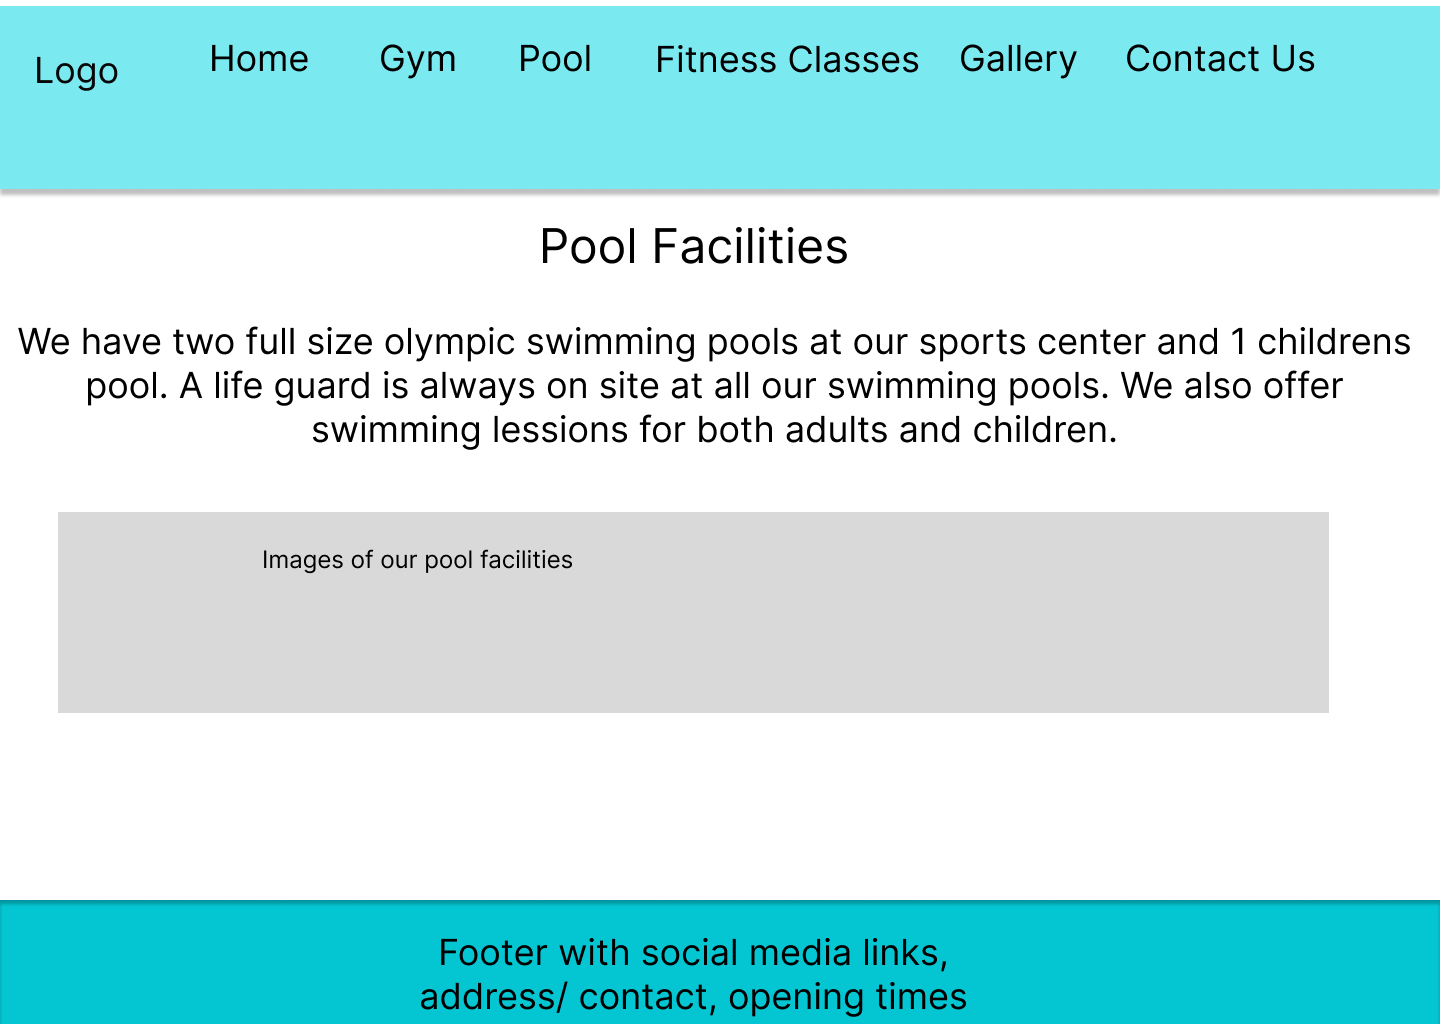 Logo
Home Gym Pool Fitness Classes Gallery Contact Us
Pool Facilities
We have two full size olympic swimming pools at our sports center and 1 childrens
pool. A life guard is always on site at all our swimming pools. We also offer
swimming lessions for both adults and children.
Images of our pool facilities
Footer with social media links,
address/ contact, opening times